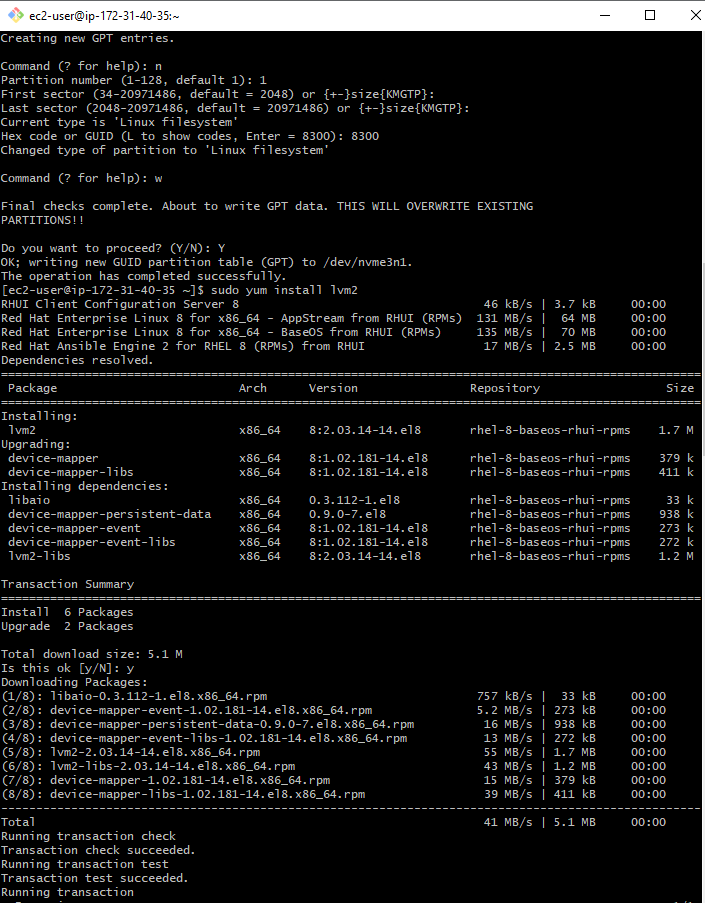 ec2-user@ip-172-31-40-35:~
Creating new GPT entries.
Command (? for help): n
Partition number (1-128, default 1): 1
First sector (34-20971486, default = 2048) or {+-}size{KMGTP}:
Last sector (2048-20971486, default = 20971486) or {+-}size{KMGTP}:
Current type is 'Linux filesystem'
Hex code or GUID (L to show codes, Enter = 8300): 8300
Changed type of partition to 'Linux filesystem'
Command (? for help): w
Final checks complete. About to write GPT data. THIS WILL OVERWRITE EXISTING
PARTITIONS!!
Do you want to proceed? (Y/N): Y
OK; writing new GUID partition table (GPT) to /dev/nvme3n1.
The operation has completed successfully.
[ec2-user@ip-172-31-40-35 ~]$ sudo yum install lvm2
RHUI Client Configuration Server 8 46 kB/s | 3.7 kB 00:00
Red Hat Enterprise Linux 8 for x86_64 - AppStream from RHUI (RPMs) 131 MB/s | 64 MB 00:00
Red Hat Enterprise Linux 8 for x86_64 - BaseOS from RHUI (RPMs) 135 MB/s | 70 MB 00:00
Red Hat Ansible Engine 2 for RHEL 8 (RPMs) from RHUI 17 MB/s | 2.5 MB 00:00
Dependencies resolved.
Package Arch Version Repository Size
Installing:
lvm2 x86_64 8:2.03.14-14.el8 rhel-8-baseos-rhui-rpms 1.7 M
Upgrading:
device-mapper x86_64 8:1.02.181-14.el8 rhel-8-baseos-rhui-rpms 379 k
device-mapper-libs x86_64 8:1.02.181-14.el8 rhel-8-baseos-rhui-rpms 411 k
Installing dependencies:
libaio x86_64 0.3.112-1.el8 rhel-8-baseos-rhui-rpms 33 k
device-mapper-persistent-data x86_64 0.9.0-7.el8 rhel-8-baseos-rhui-rpms 938 k
device-mapper-event x86_64 8:1.02.181-14.el8 rhel-8-baseos-rhui-rpms 273 k
device-mapper-event-libs x86_64 8:1.02.181-14.el8 rhel-8-baseos-rhui-rpms 272 k
lvm2-libs x86_64 8:2.03.14-14.el8 rhel-8-baseos-rhui-rpms 1.2 M
Transaction Summary
Install 6 Packages
Upgrade 2 Packages
Total download size: 5.1 M
Is this ok [y/N]: y
Downloading Packages:
(1/8): libaio-0.3.112-1.el8.x86_64.rpm 757 kB/s | 33 kB 00:00
(2/8): device-mapper-event-1.02.181-14.el8.x86_64.rpm 5.2 MB/s | 273 kB 00:00
(3/8): device-mapper-persistent-data-0.9.0-7.el8.x86_64.rpm 16 MB/s | 938 kB 00:00
(4/8): device-mapper-event-libs-1.02.181-14.el8.x86_64.rpm 13 MB/s | 272 kB 00:00
(5/8): lvm2-2.03.14-14.el8.x86_64.rpm 55 MB/s | 1.7 MB 00:00
(6/8): lvm2-libs-2.03.14-14.el8.x86_64.rpm 43 MB/s | 1.2 MB 00:00
(7/8): device-mapper-1.02.181-14.el8.x86_64.rpm 15 MB/s | 379 kB 00:00
(8/8): device-mapper-libs-1.02.181-14.el8.x86_64.rpm 39 MB/s | 411 kB 00:00
Total 41 MB/s | 5.1 MB 00:00
Running transaction check
Transaction check succeeded.
Running transaction test
Transaction test succeeded.
Running transaction